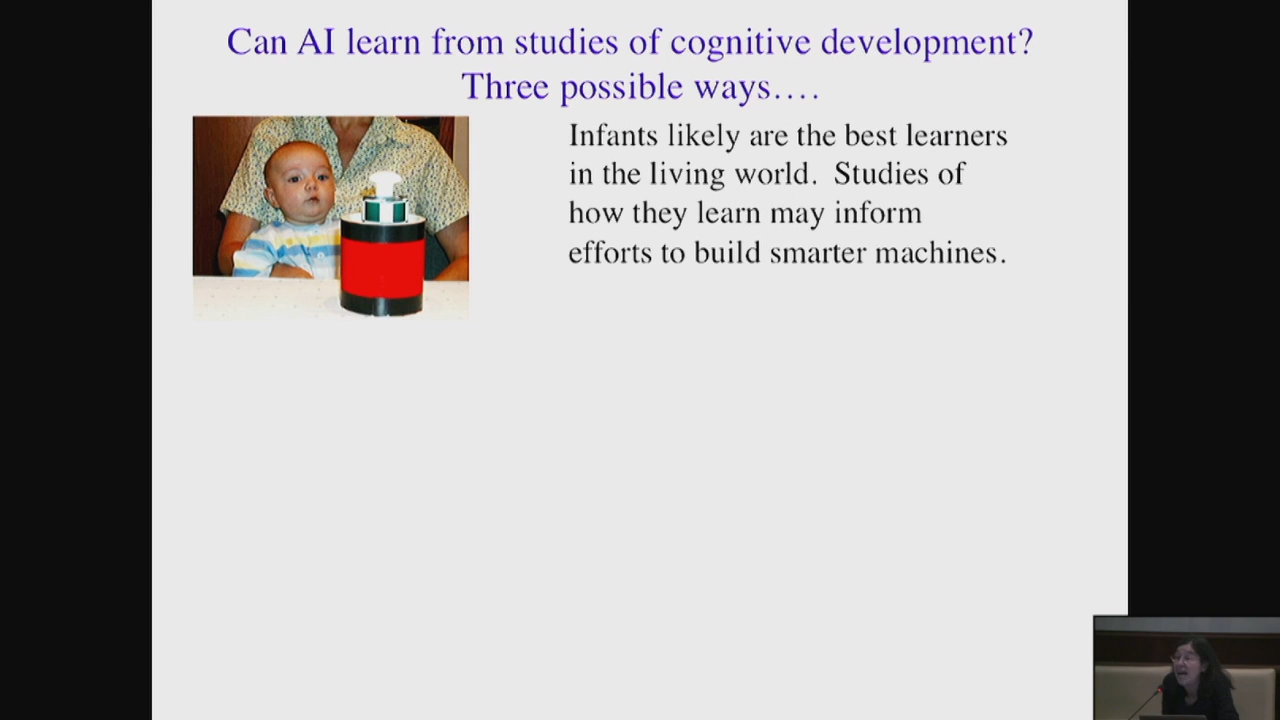 Can AI learn from studies of cognitive development?
Three possible ways….
Infants likely are the best learners
in the living world.  Studies of
how they learn may inform
efforts to build smarter machines.